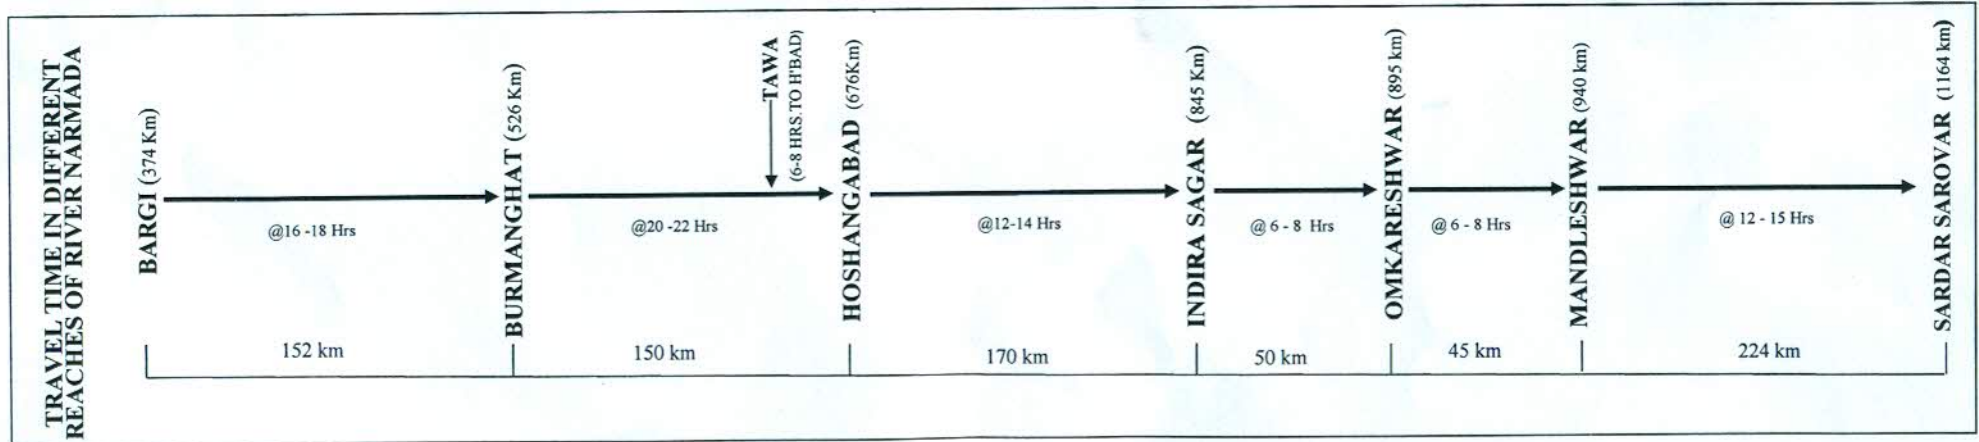 TRAVEL TIME IN DIFFERENT
REACHES OF RIVER NARMADA
BARGI (374 Km)
@16 -18 Hrs
BURMANGHAT (526 Km)
@20 -22 Hrs
TAWA
(6-8 HRS.TO H'BAD)
HOSHANGABAD (676Km)
@12-14 Hrs
INDIRA SAGAR (845 Km)
@ 6 - 8 Hrs
OMKARESHWAR (895 km)
@ 6 - 8 Hrs
MANDLESHWAR (940 km)
@ 12 - 15 Hrs
SARDAR SAROVAR (1164 km)
152 km
150 km
170 km
50 km
45 km
224 km